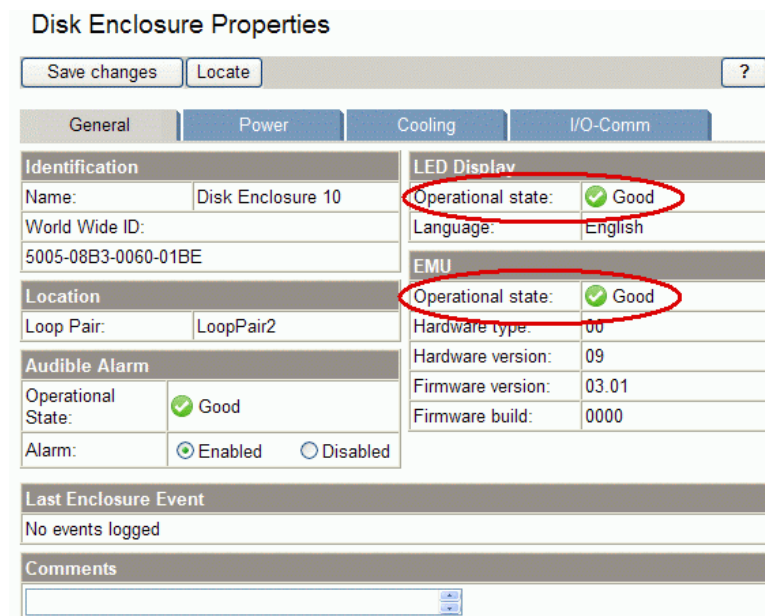 Disk Enclosure Properties
Save changes
Locate
?
General
Power
Cooling
I/O-Comm
Identification
Name: Disk Enclosure 10
World Wide ID:
5005-08B3-0060-01BE
Location
Loop Pair: LoopPair2
Audible Alarm
Operational
State:
Good
Alarm: Enabled Disabled
LED Display
Operational state: Good
Language: English
EMU
Operational state: Good
Hardware type: 00
Hardware version: 09
Firmware version: 03.01
Firmware build: 0000
Last Enclosure Event
No events logged
Comments